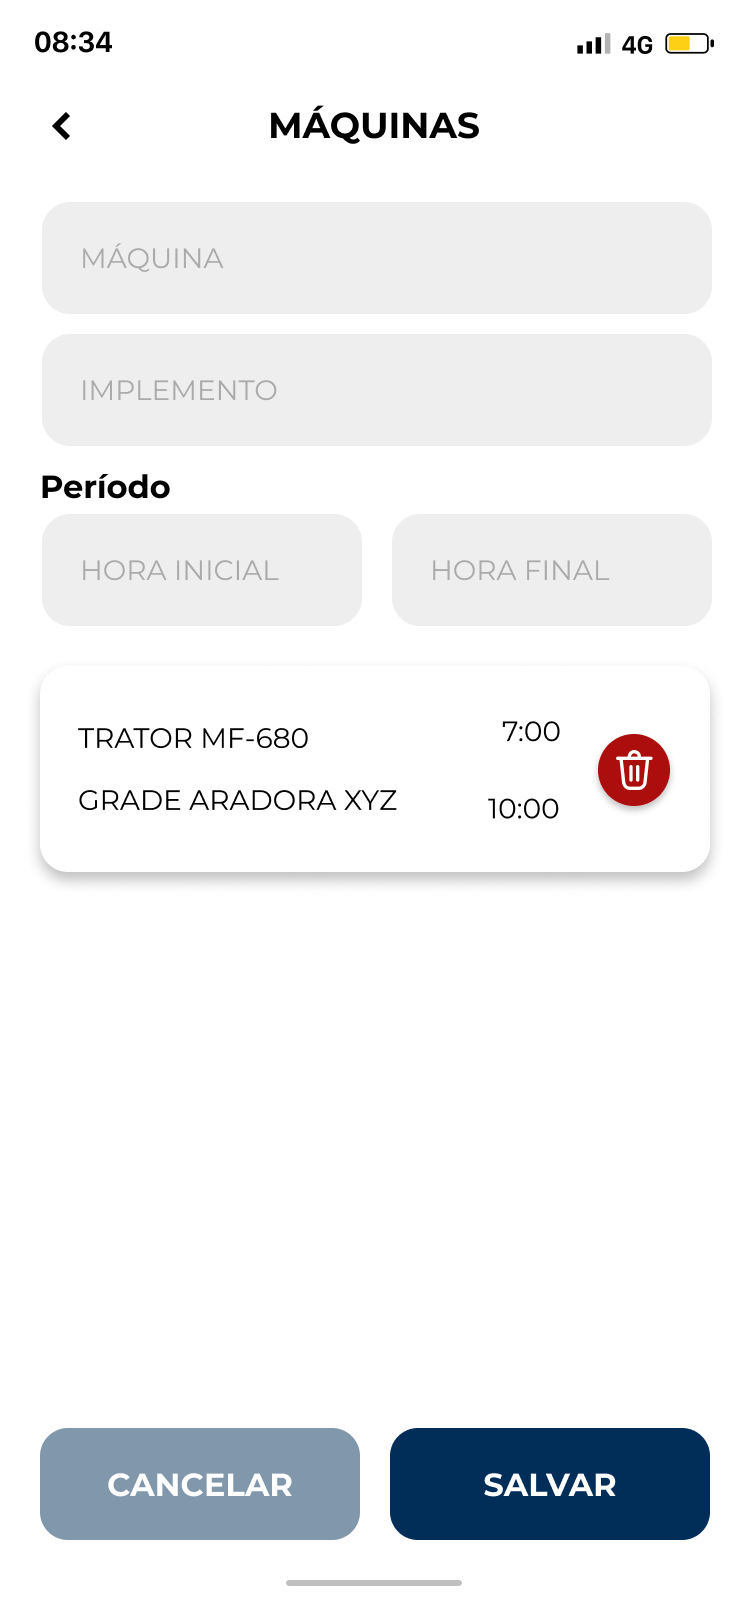 08:34
4G
MÁQUINAS
MÁQUINA
IMPLEMENTO
Período
HORA INICIAL
HORA FINAL
TRATOR MF-680
7:00
GRADE ARADORA XYZ
10:00
CANCELAR
SALVAR